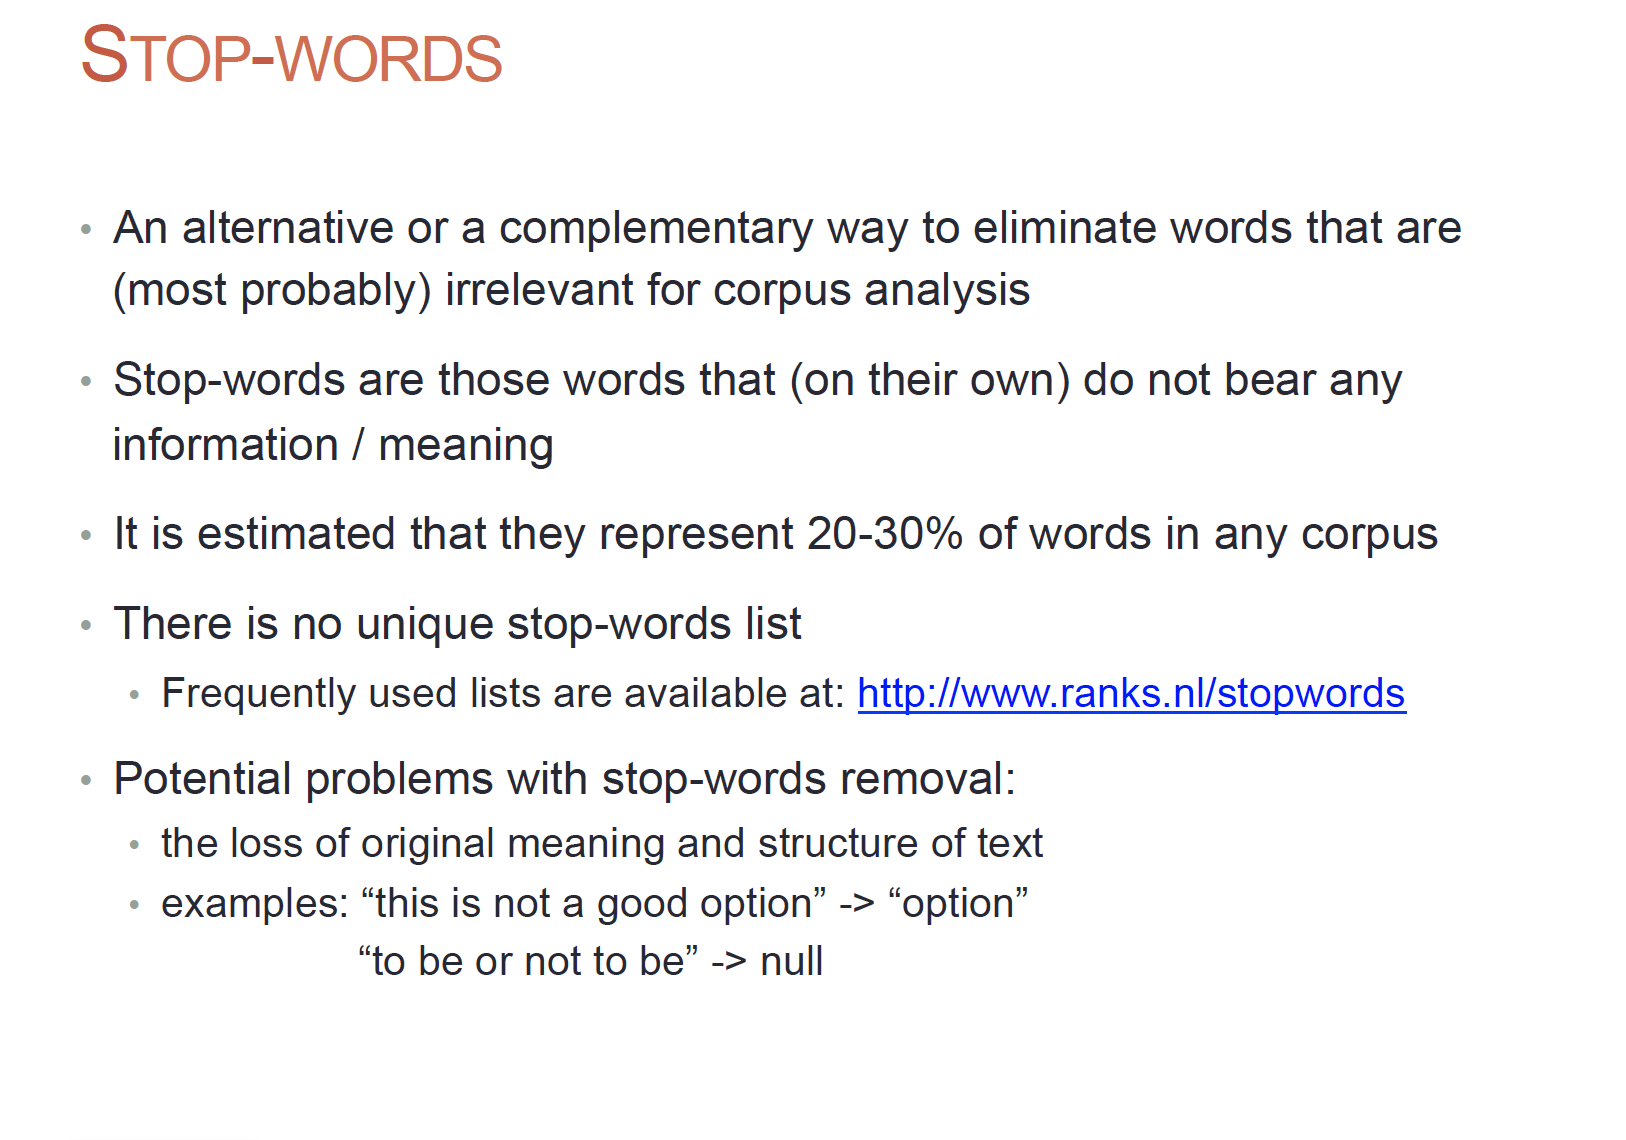 STOP-WORDS
• An alternative or a complementary way to eliminate words that are
(most probably) irrelevant for corpus analysis
• Stop-words are those words that (on their own) do not bear any
information / meaning
• It is estimated that they represent 20-30% of words in any corpus
• There is no unique stop-words list
• Frequently used lists are available at: http://www.ranks.nl/stopwords
• Potential problems with stop-words removal:
• the loss of original meaning and structure of text
• examples: “this is not a good option” -> “option”
“to be or not to be” -> null